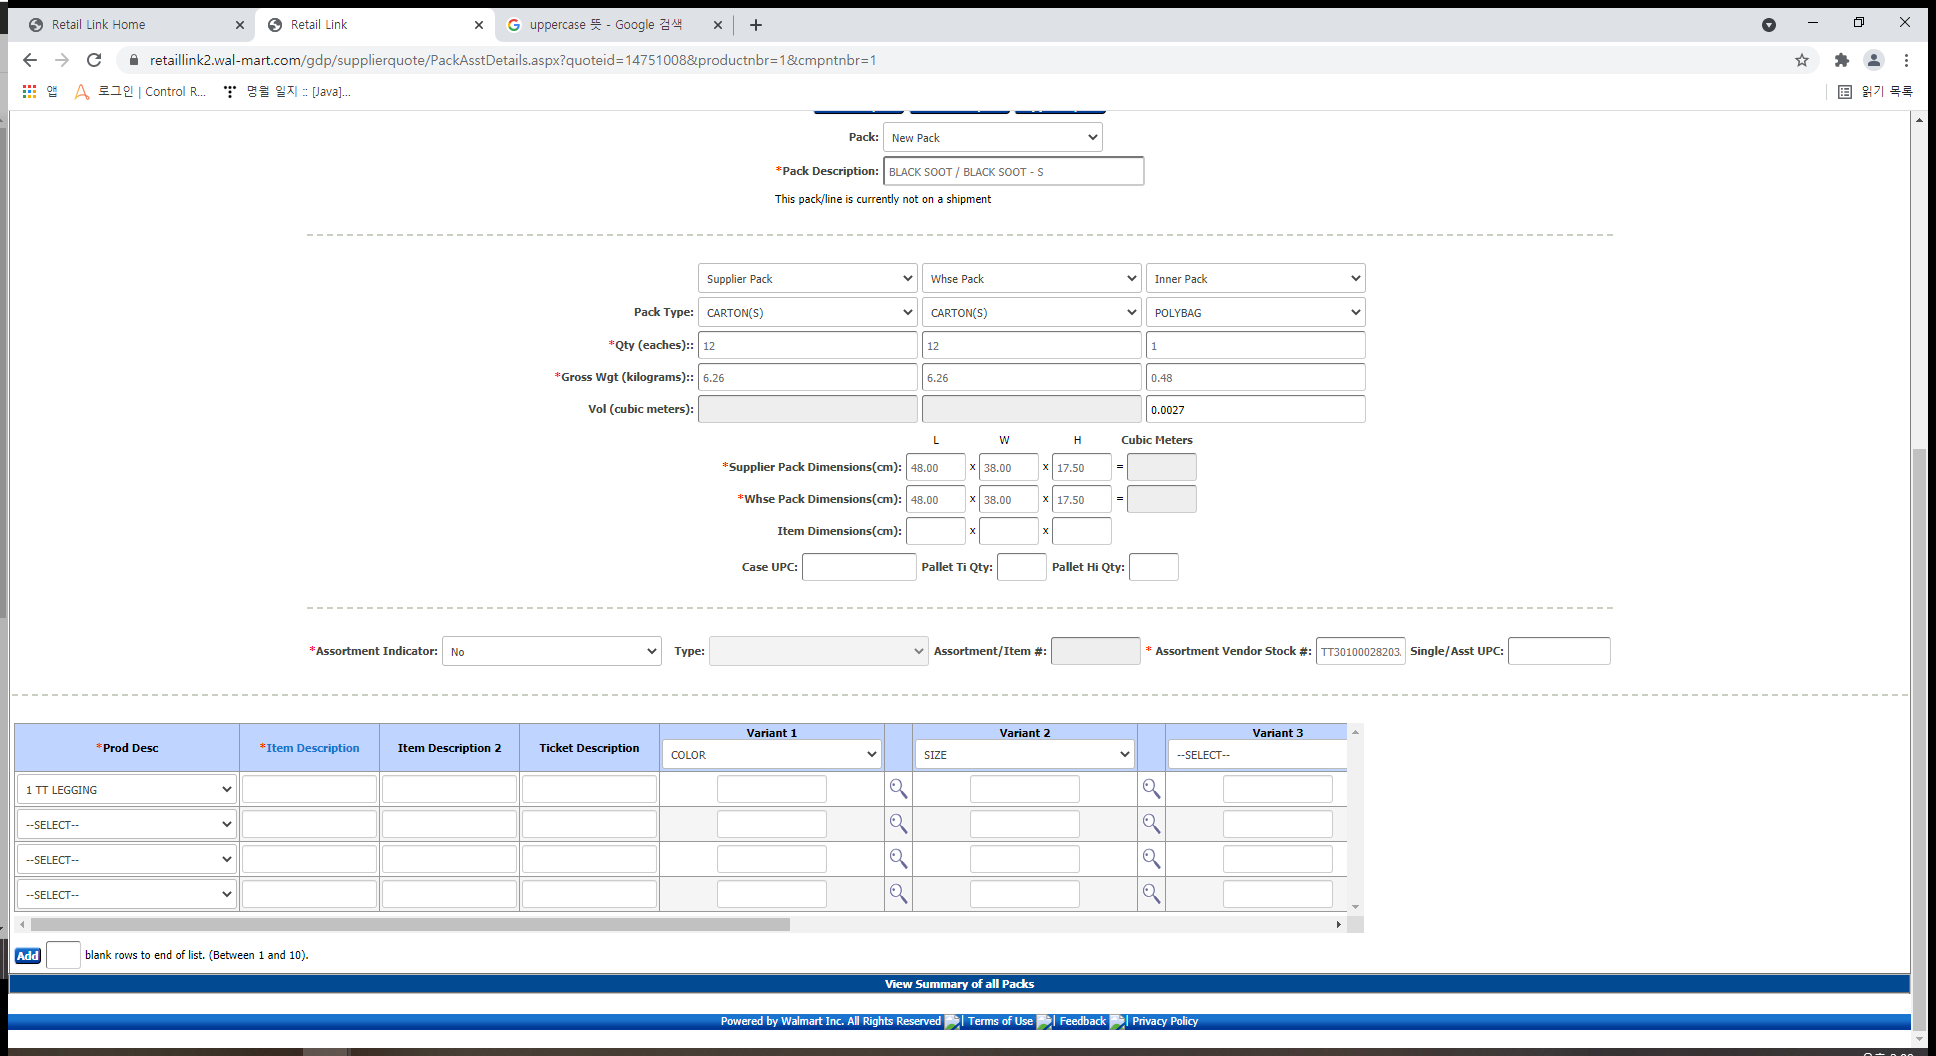 Retail Link Home
Retail Link
uppercase 뜻 - Google 검색
retaillink2.wal-mart.com/gdp/supplierquote/PackAsstDetails.aspx?quoteid=14751008&productnbr=1&cmpntnbr=1
앱 로그인 | Control R... 명월 일지 :: [Java]... 읽기 목록
Pack: New Pack
*Pack Description: BLACK SOOT / BLACK SOOT - S
This pack/line is currently not on a shipment
Supplier Pack Whse Pack Inner Pack
Pack Type: CARTON(S) CARTON(S) POLYBAG
*Qty (eaches):: 12 12 1
*Gross Wgt (kilograms):: 6.26 6.26 0.48
Vol (cubic meters): 0.0027
L W H Cubic Meters
*Supplier Pack Dimensions(cm): 48.00 x 38.00 x 17.50 =
*Whse Pack Dimensions(cm): 48.00 x 38.00 x 17.50 =
Item Dimensions(cm): x x
Case UPC: Pallet Ti Qty: Pallet Hi Qty:
*Assortment Indicator: No Type: Assortment/Item #: * Assortment Vendor Stock #: TT30100028203 Single/Asst UPC:
*Prod Desc *Item Description Item Description 2 Ticket Description Variant 1 Variant 2 Variant 3
COLOR SIZE --SELECT--
1 TT LEGGING
--SELECT--
--SELECT--
--SELECT--
Add blank rows to end of list. (Between 1 and 10).
View Summary of all Packs
Powered by Walmart Inc. All Rights Reserved | Terms of Use | Feedback | Privacy Policy